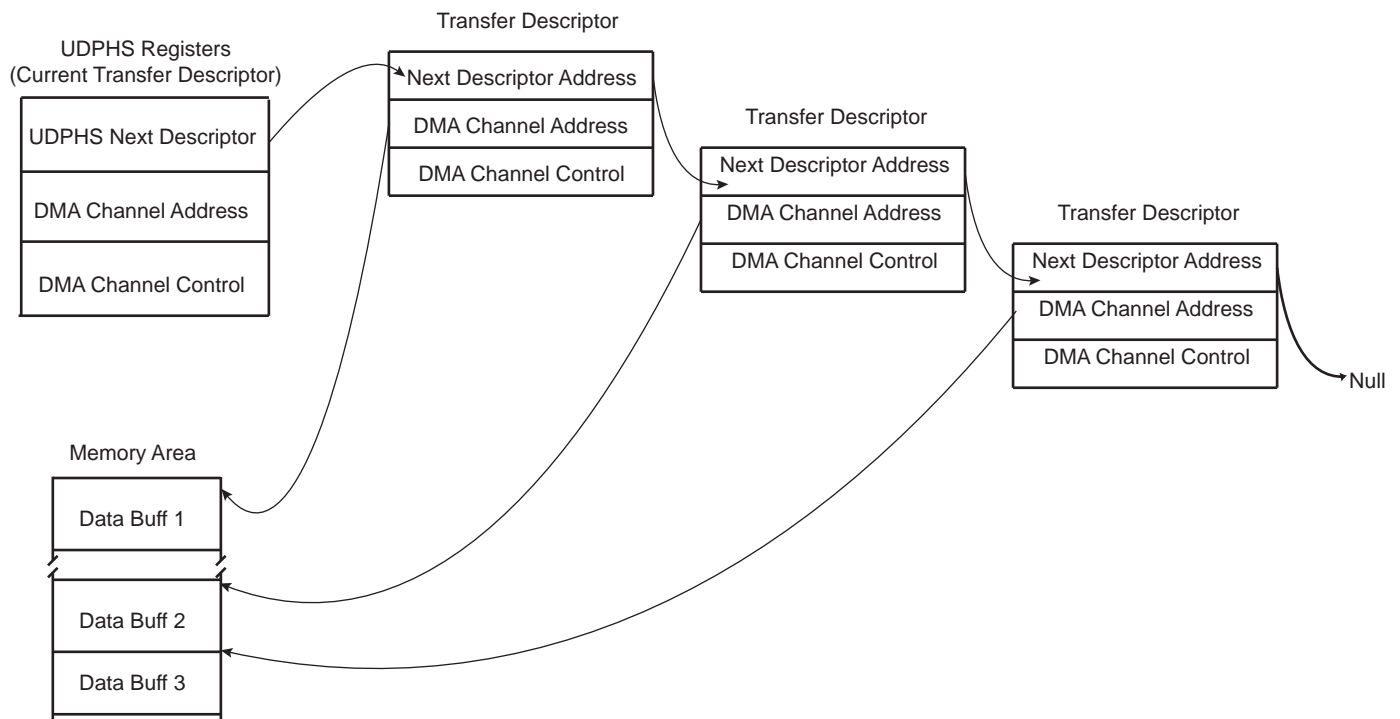 Transfer Descriptor
UDPHS Registers
(Current Transfer Descriptor)
Next Descriptor Address
UDPHS Next Descriptor
DMA Channel Address
Transfer Descriptor
DMA Channel Control
Next Descriptor Address
DMA Channel Address
DMA Channel Address
Transfer Descriptor
DMA Channel Control
Next Descriptor Address
DMA Channel Control
DMA Channel Address
DMA Channel Control
Null
Memory Area
Data Buff 1
Data Buff 2
Data Buff 3